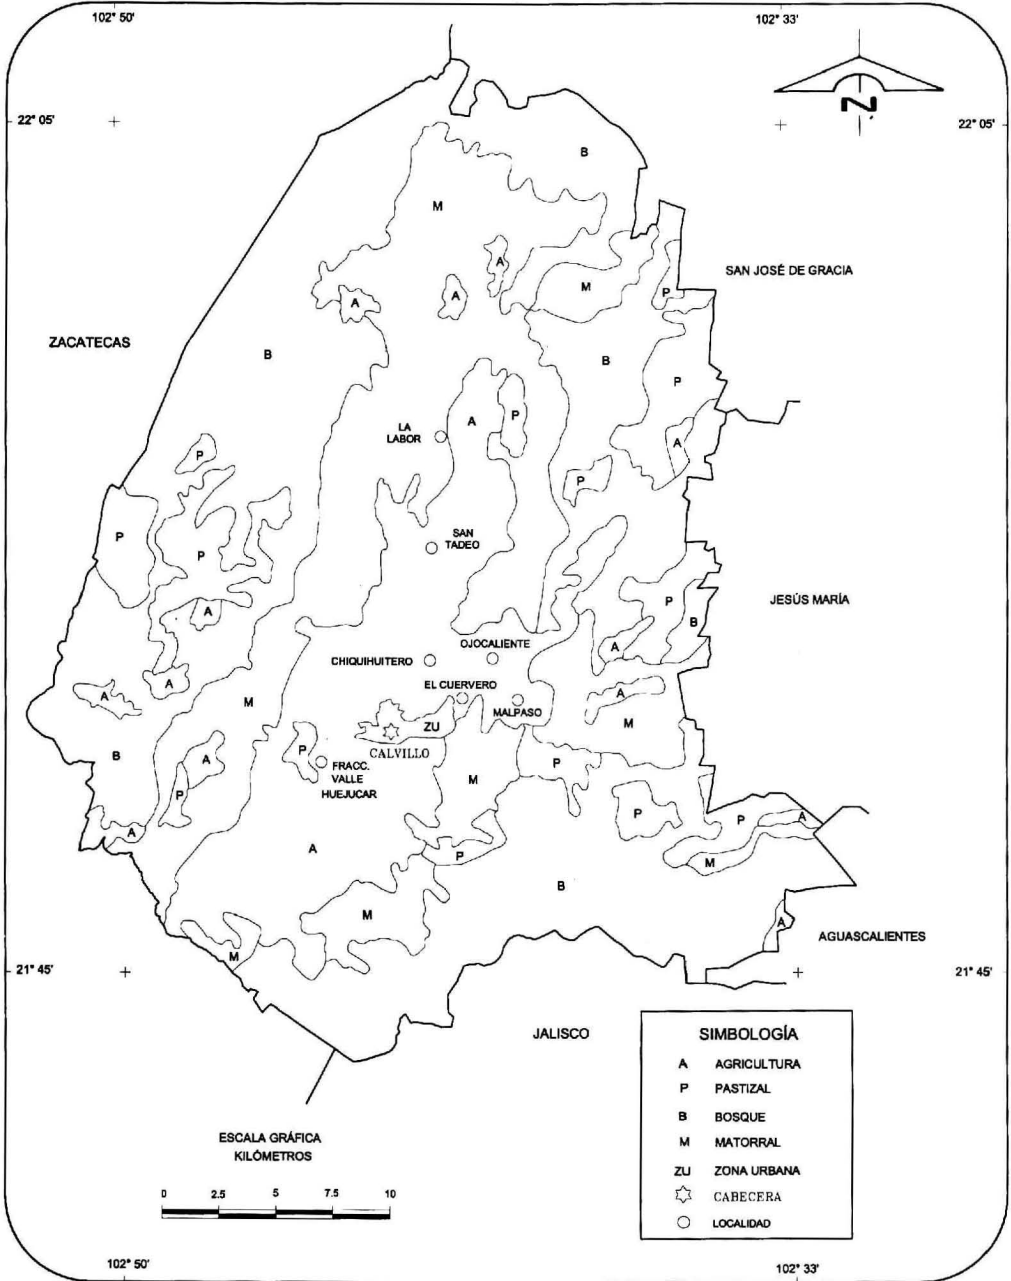 102° 50'
102° 33'
N
22° 05'
22° 05'
B
M
A
SAN JOSÉ DE GRACIA
M
P
A
A
ZACATECAS
B
B
P
LA
LABOR
A
P
A
P
P
SAN
TADEO
P
P
JESÚS MARÍA
P
A
B
OJOCALIENTE
A
CHIQUIHUITERO
A
A
EL CUERVERO
A
M
MALPASO
ZU
M
CALVILLO
P
B
A
FRACC.
VALLE
HUEJUCAR
P
M
P
P
P
A
A
A
P
M
B
M
A
AGUASCALIENTES
M
21° 45'
21° 45'
JALISCO
SIMBOLOGÍA
A AGRICULTURA
P PASTIZAL
B BOSQUE
M MATORRAL
ZU ZONA URBANA
CABECERA
LOCALIDAD
ESCALA GRÁFICA
KILÓMETROS
0 2.5 5 7.5 10
102° 50'
102° 33'